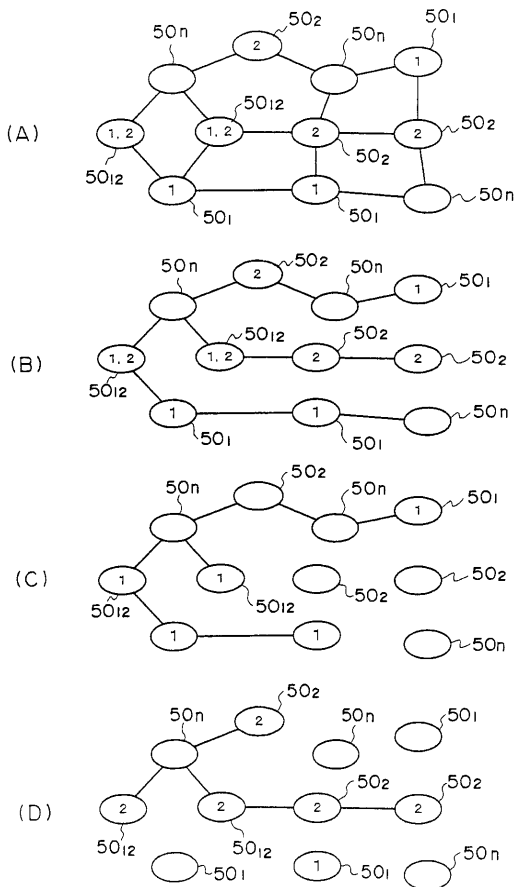 50n 50₂ 50n 50₁
2 1
(A) 1, 2 1, 2 50₁₂ 2 2 50₂
50₁₂ 50₂
1 1
50₁ 50₁ 50n
50n 50₂ 50n 50₁
2 1
(B) 1, 2 1, 2 50₁₂ 2 50₂ 2 50₂
50₁₂
1 1 50n
50₁ 50₁
50n 50₂ 50n 50₁
1
(C) 1 1 50₂
50₁₂ 50₁₂ 50₂
1 1
50n
50n 50₂ 50n 50₁
2
(D) 2 2 2 50₂ 2 50₂
50₁₂ 50₁₂
1
50₁ 50₁ 50n